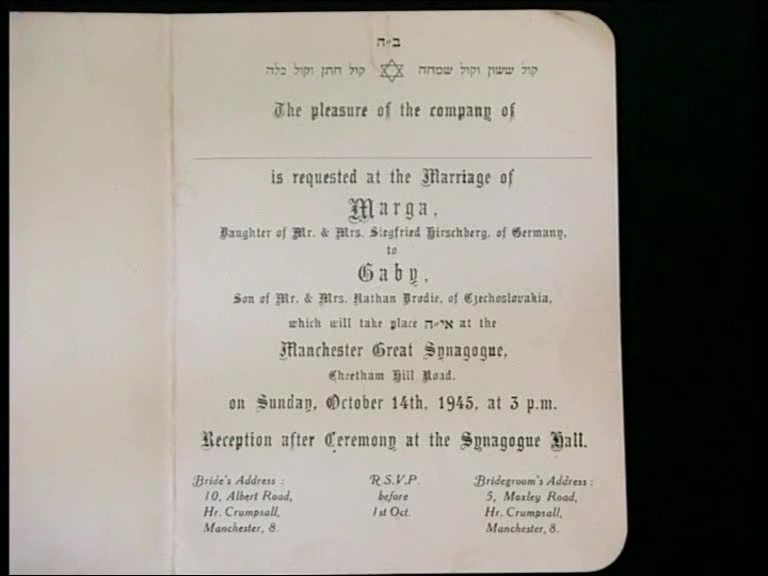 ב״ה
קול ששון וקול שמחה קול חתן וקול כלה
The pleasure of the company of
is requested at the Marriage of
Marga,
Daughter of Mr. & Mrs. Siegfried Hirschberg, of Germany,
to
Gaby,
Son of Mr. & Mrs. Nathan Brodie, of Czechoslovakia,
which will take place אי״ה at the
Manchester Great Synagogue,
Cheetham Hill Road.
on Sunday, October 14th, 1945, at 3 p.m.
Reception after Ceremony at the Synagogue Hall.
Bride's Address :
10, Albert Road,
Hr. Crumpsall,
Manchester, 8.
R.S.V.P.
before
1st Oct.
Bridegroom's Address :
5, Moxley Road,
Hr. Crumpsall,
Manchester, 8.